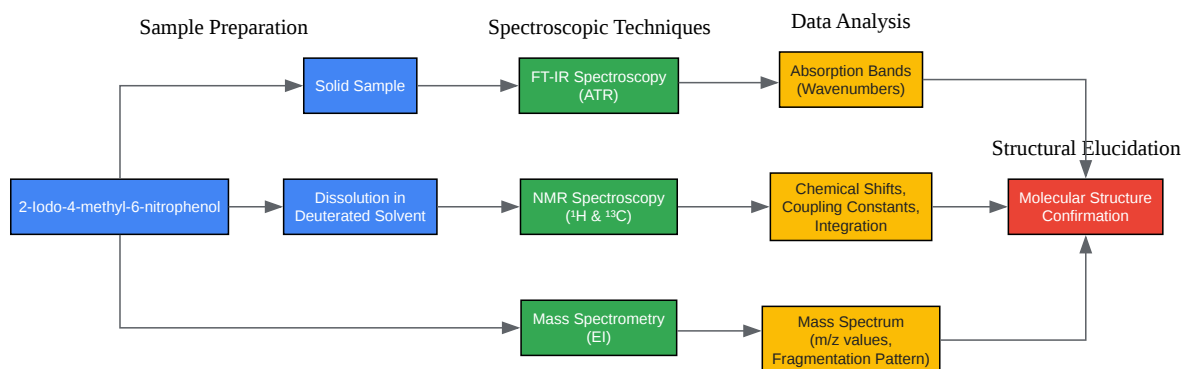 Sample Preparation
Spectroscopic Techniques
Data Analysis
Solid Sample
FT-IR Spectroscopy
(ATR)
Absorption Bands
(Wavenumbers)
Structural Elucidation
2-Iodo-4-methyl-6-nitrophenol
Dissolution in
Deuterated Solvent
NMR Spectroscopy
(¹H & ¹³C)
Chemical Shifts,
Coupling Constants,
Integration
Molecular Structure
Confirmation
Mass Spectrometry
(EI)
Mass Spectrum
(m/z values,
Fragmentation Pattern)